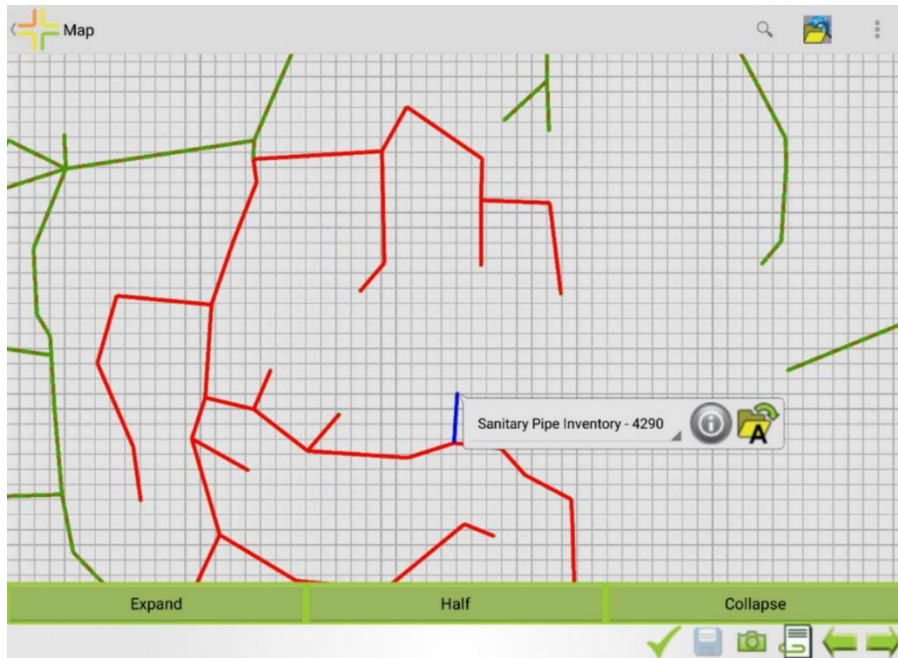 Map
Sanitary Pipe Inventory - 4290
A
Expand
Half
Collapse